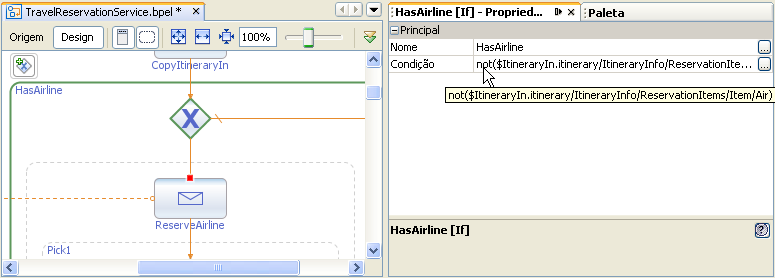 TravelReservationService.bpel *
Origem Design 100%
CopyItineraryIn
HasAirline
X
ReserveAirline
Pick1
HasAirline [If] - Propried... Paleta
Principal
Nome HasAirline ...
Condição not($ItineraryIn.itinerary/ItineraryInfo/ReservationIte... ...
not($ItineraryIn.itinerary/ItineraryInfo/ReservationItems/Item/Air)
HasAirline [If] ?